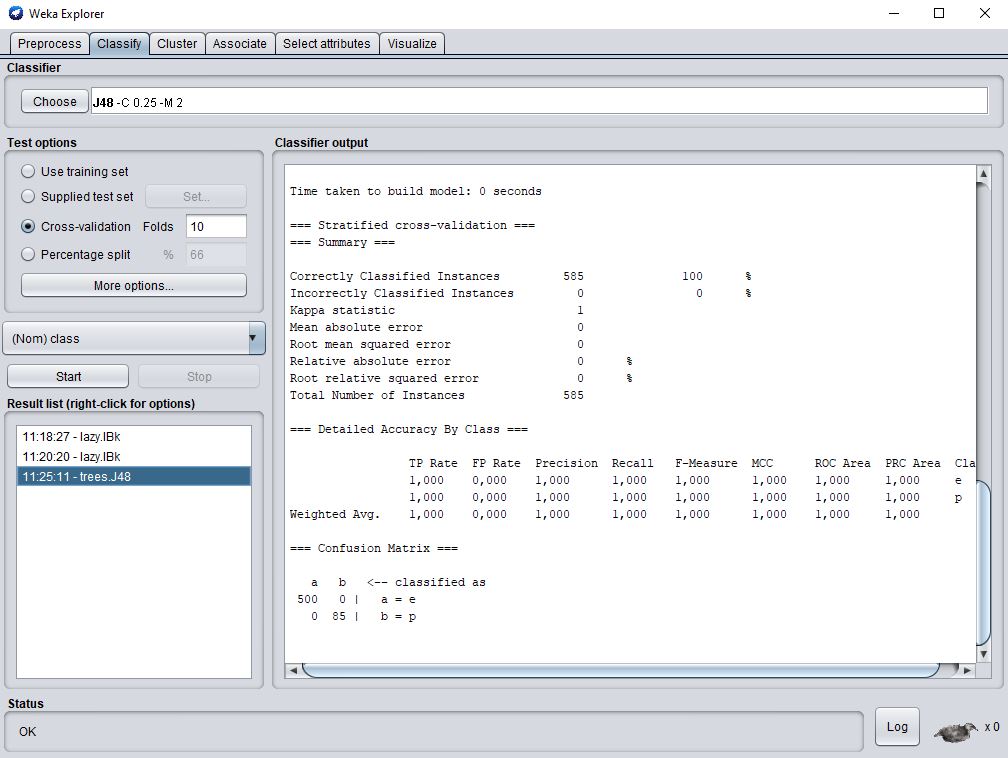 Weka Explorer
Preprocess Classify Cluster Associate Select attributes Visualize
Classifier
Choose J48 -C 0.25 -M 2
Test options
Use training set
Supplied test set Set...
Cross-validation Folds 10
Percentage split % 66
More options...
(Nom) class
Start Stop
Result list (right-click for options)
11:18:27 - lazy.IBk
11:20:20 - lazy.IBk
11:25:11 - trees.J48
Classifier output
Time taken to build model: 0 seconds
=== Stratified cross-validation ===
=== Summary ===
Correctly Classified Instances 585 100 %
Incorrectly Classified Instances 0 0 %
Kappa statistic 1
Mean absolute error 0
Root mean squared error 0
Relative absolute error 0 %
Root relative squared error 0 %
Total Number of Instances 585
=== Detailed Accuracy By Class ===
TP Rate FP Rate Precision Recall F-Measure MCC ROC Area PRC Area Cla
1,000 0,000 1,000 1,000 1,000 1,000 1,000 1,000 e
1,000 0,000 1,000 1,000 1,000 1,000 1,000 1,000 p
Weighted Avg. 1,000 0,000 1,000 1,000 1,000 1,000 1,000 1,000
=== Confusion Matrix ===
a b <-- classified as
500 0 | a = e
0 85 | b = p
Status
OK
Log x 0